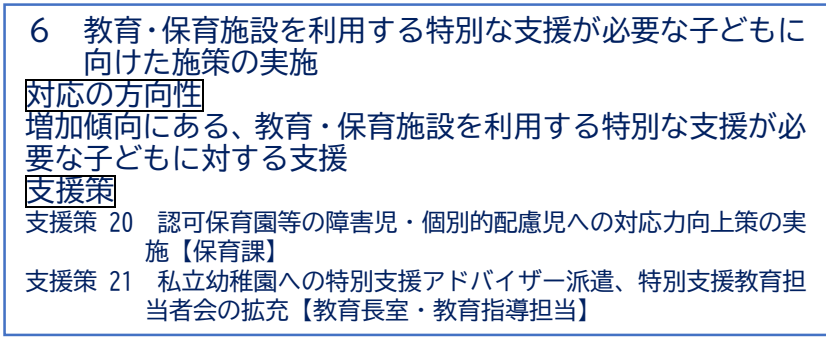 ６　教育・保育施設を利用する特別な支援が必要な子どもに
向けた施策の実施
対応の方向性
増加傾向にある、教育・保育施設を利用する特別な支援が必
要な子どもに対する支援
支援策
支援策 20　認可保育園等の障害児・個別的配慮児への対応力向上策の実
施【保育課】
支援策 21　私立幼稚園への特別支援アドバイザー派遣、特別支援教育担
当者会の拡充【教育長室・教育指導担当】